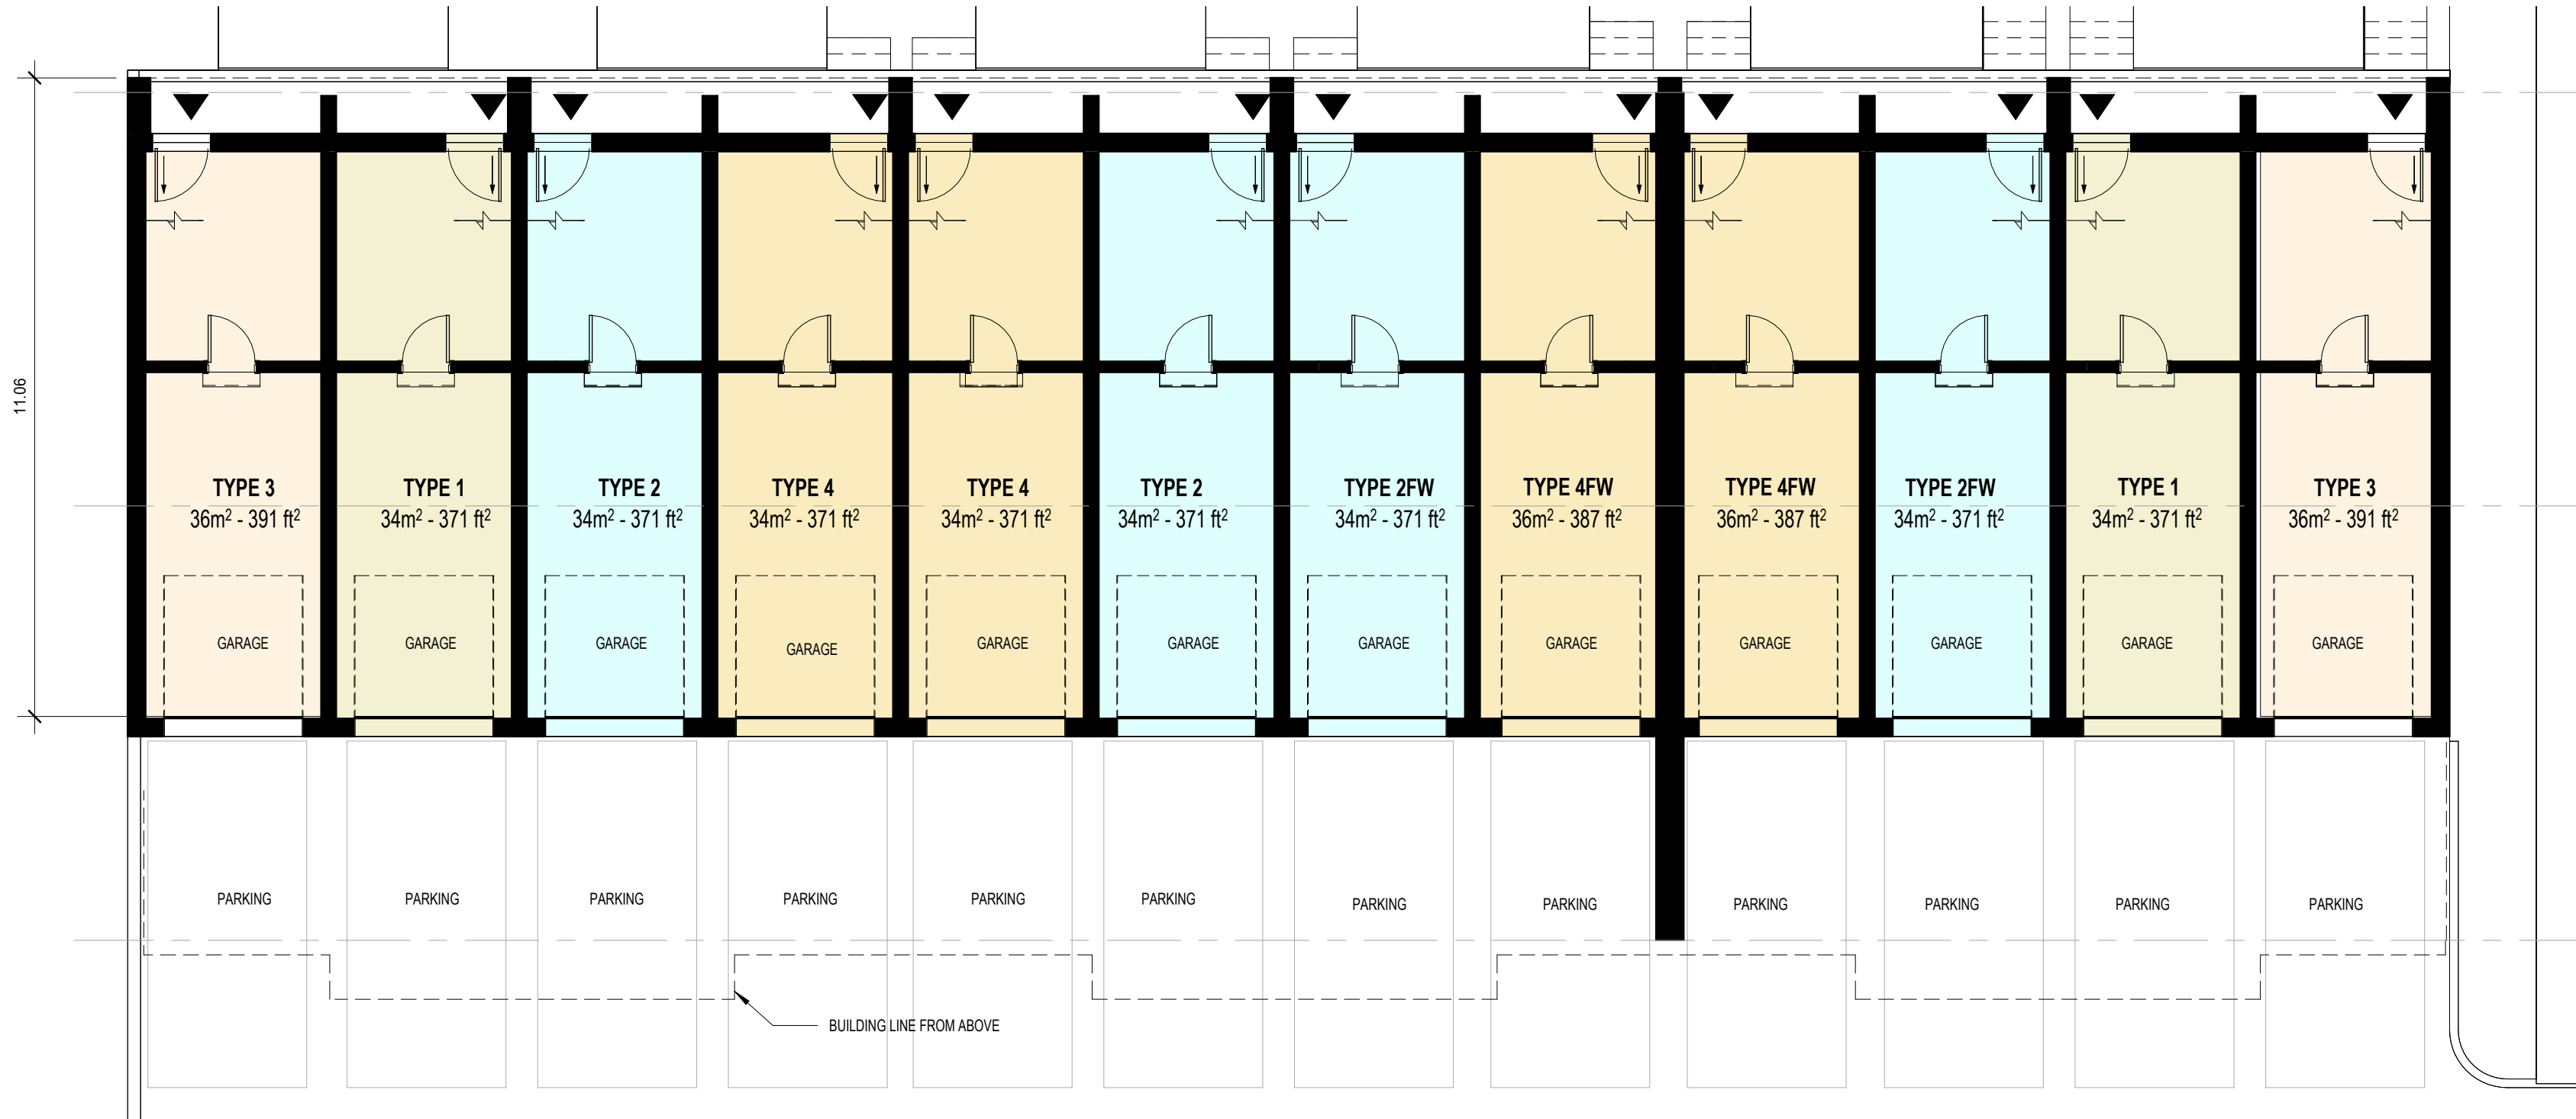 11.06
TYPE 3
36m² - 391 ft²
TYPE 1
34m² - 371 ft²
TYPE 2
34m² - 371 ft²
TYPE 4
34m² - 371 ft²
TYPE 4
34m² - 371 ft²
TYPE 2
34m² - 371 ft²
TYPE 2FW
34m² - 371 ft²
TYPE 4FW
36m² - 387 ft²
TYPE 4FW
36m² - 387 ft²
TYPE 2FW
34m² - 371 ft²
TYPE 1
34m² - 371 ft²
TYPE 3
36m² - 391 ft²
GARAGE
GARAGE
GARAGE
GARAGE
GARAGE
GARAGE
GARAGE
GARAGE
GARAGE
GARAGE
GARAGE
GARAGE
PARKING
PARKING
PARKING
PARKING
PARKING
PARKING
PARKING
PARKING
PARKING
PARKING
PARKING
PARKING
BUILDING LINE FROM ABOVE